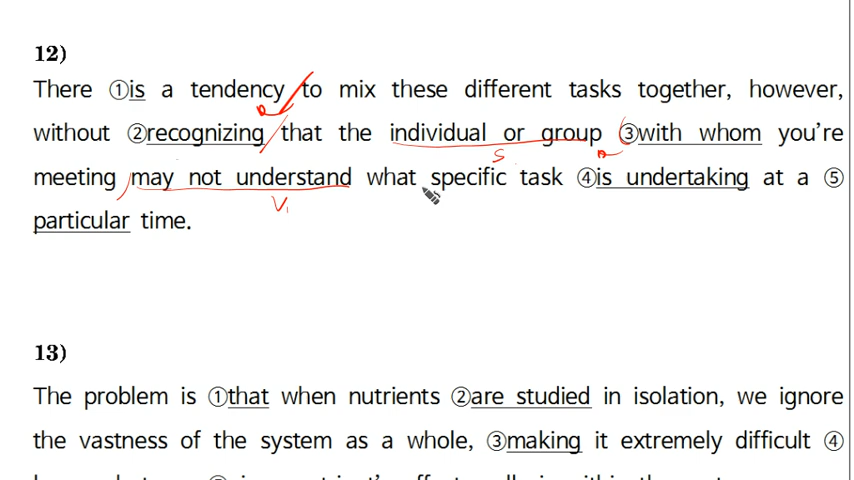 12)
There ①is a tendency to mix these different tasks together, however,
without ②recognizing that the individual or group ③with whom you're
S
meeting may not understand what specific task ④is undertaking at a ⑤
V
particular time.
13)
The problem is ①that when nutrients ②are studied in isolation, we ignore
the vastness of the system as a whole, ③making it extremely difficult ④